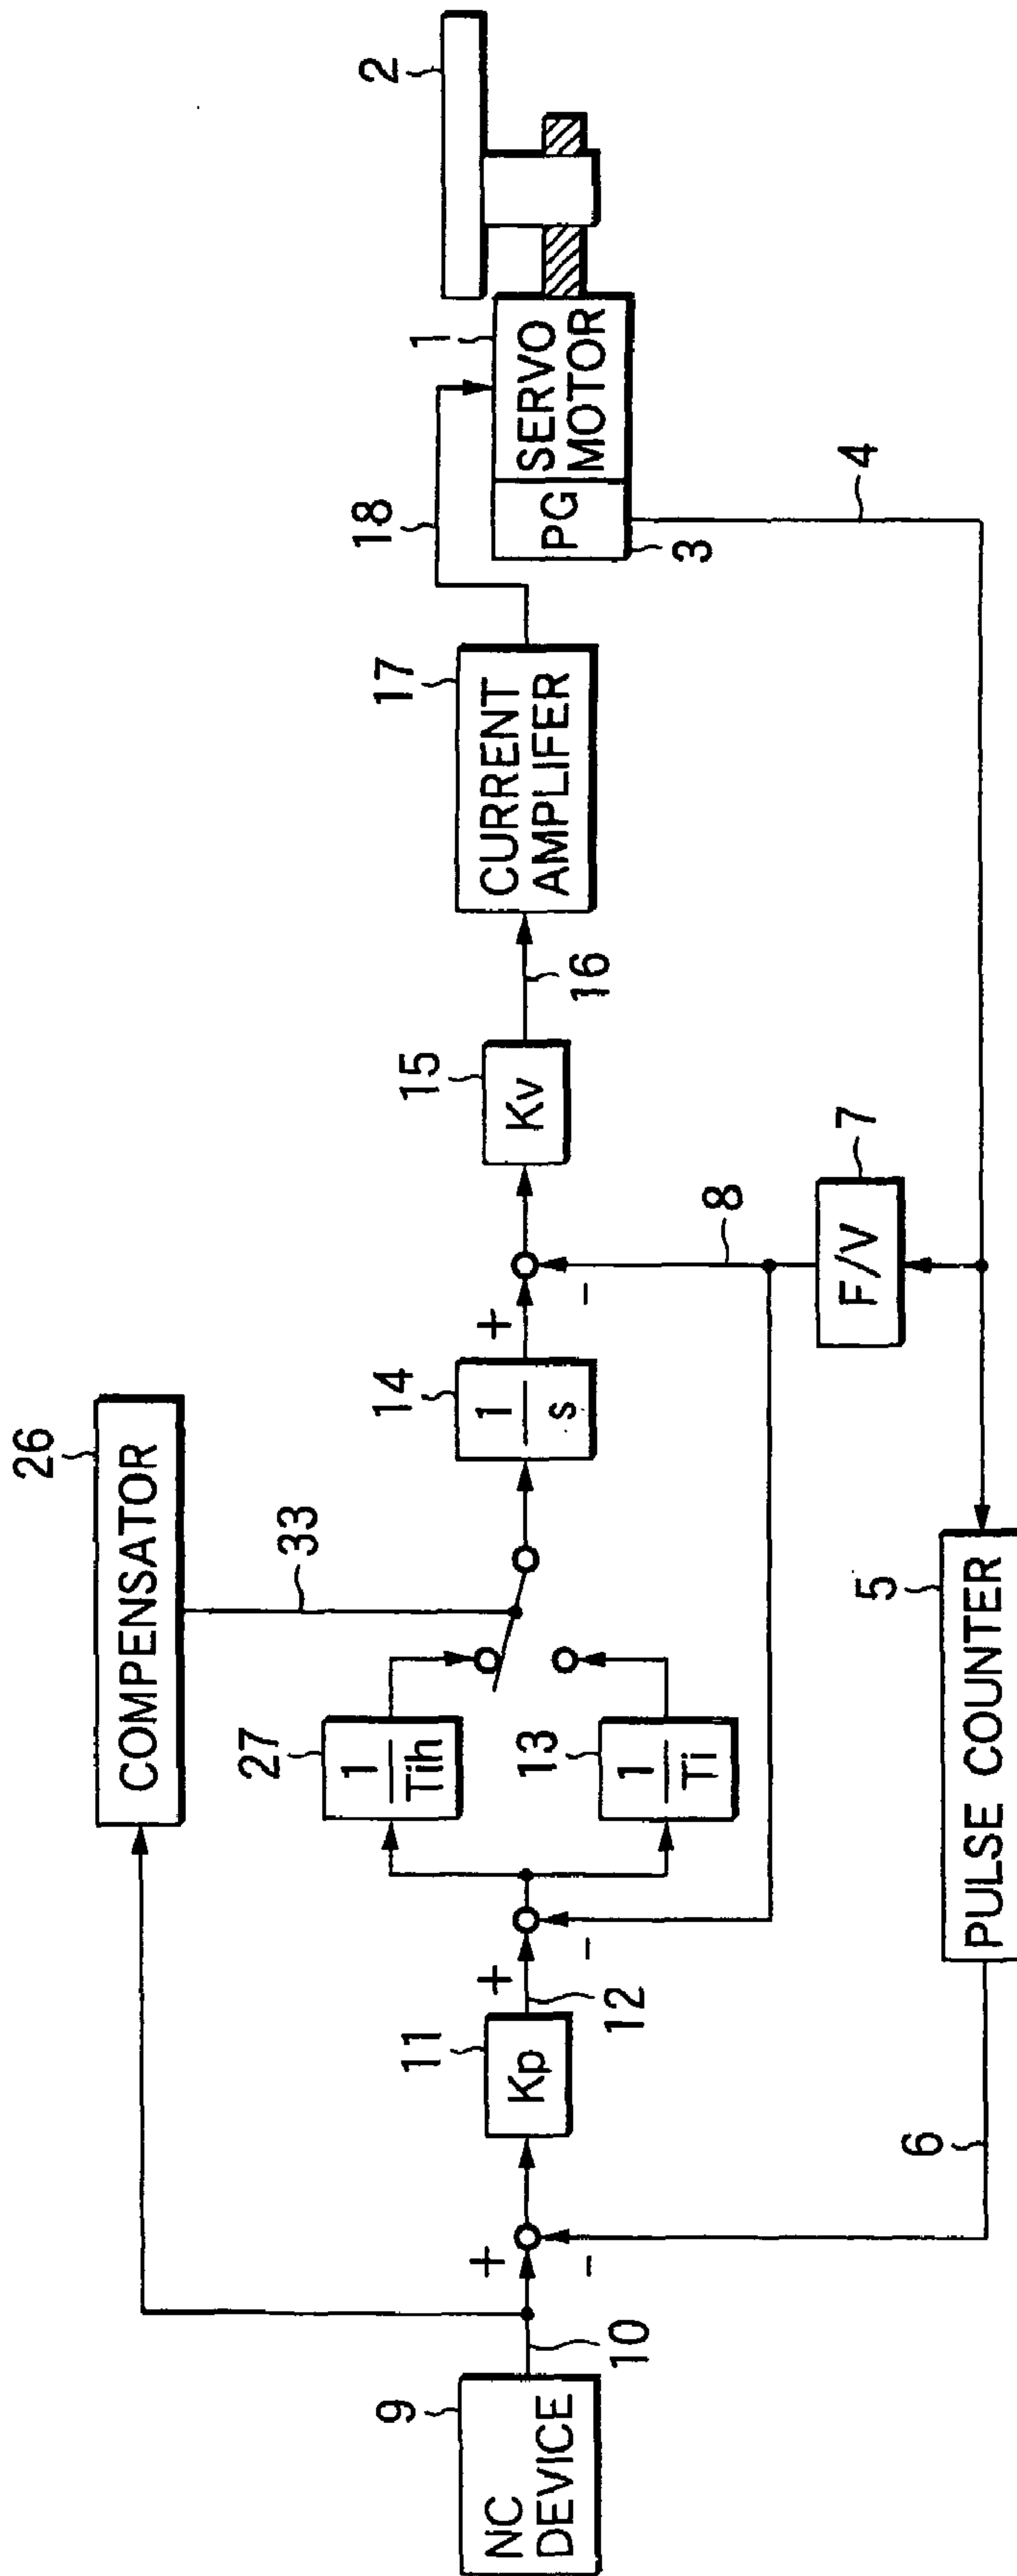 26
COMPENSATOR
33
2
18
1
SERVO
MOTOR
PG
3
4
17
CURRENT
AMPLIFER
16
15
Kv
14
1
s
+
-
8
7
F/V
27
1
Tih
13
1
Ti
11
Kp
12
+
-
9
NC
DEVICE
10
+
-
6
5
PULSE COUNTER